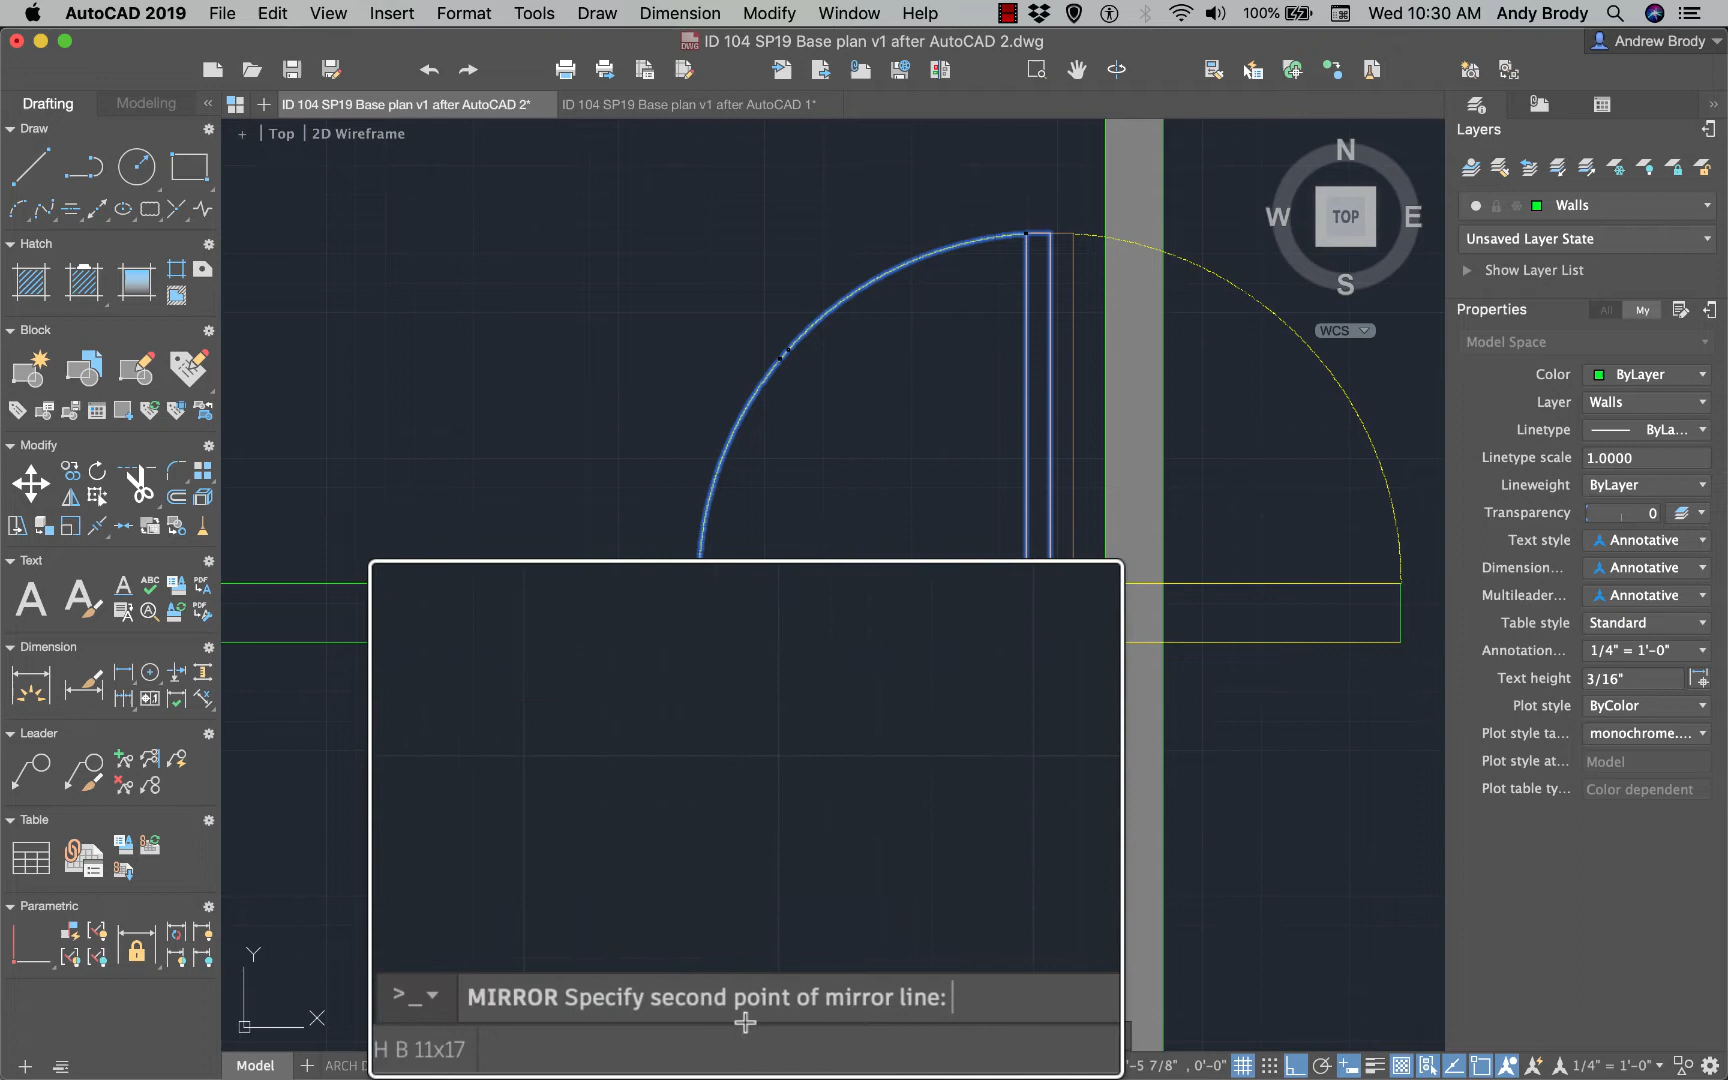 AutoCAD 2019 File Edit View Insert Format Tools Draw Dimension Modify Window Help 100% Wed 10:30 AM Andy Brody
DWG ID 104 SP19 Base plan v1 after AutoCAD 2.dwg Andrew Brody
Drafting Modeling ID 104 SP19 Base plan v1 after AutoCAD 2* ID 104 SP19 Base plan v1 after AutoCAD 1*
+ | Top | 2D Wireframe
Draw
Hatch
Block
Modify
Text
ABC PDF
A A A PDF
Dimension
Leader
Table
Parametric
N
W TOP E
S
WCS
Y
X
>_ MIRROR Specify second point of mirror line:
H B 11x17
Model + ARCH D -5 7/8" , 0'-0" 1/4" = 1'-0"
Layers
Walls
Unsaved Layer State
Show Layer List
Properties All My
Model Space
Color ByLayer
Layer Walls
Linetype ByLa...
Linetype scale 1.0000
Lineweight ByLayer
Transparency 0
Text style Annotative
Dimension... Annotative
Multileader... Annotative
Table style Standard
Annotation... 1/4" = 1'-0"
Text height 3/16"
Plot style ByColor
Plot style ta... monochrome....
Plot style at... Model
Plot table ty... Color dependent